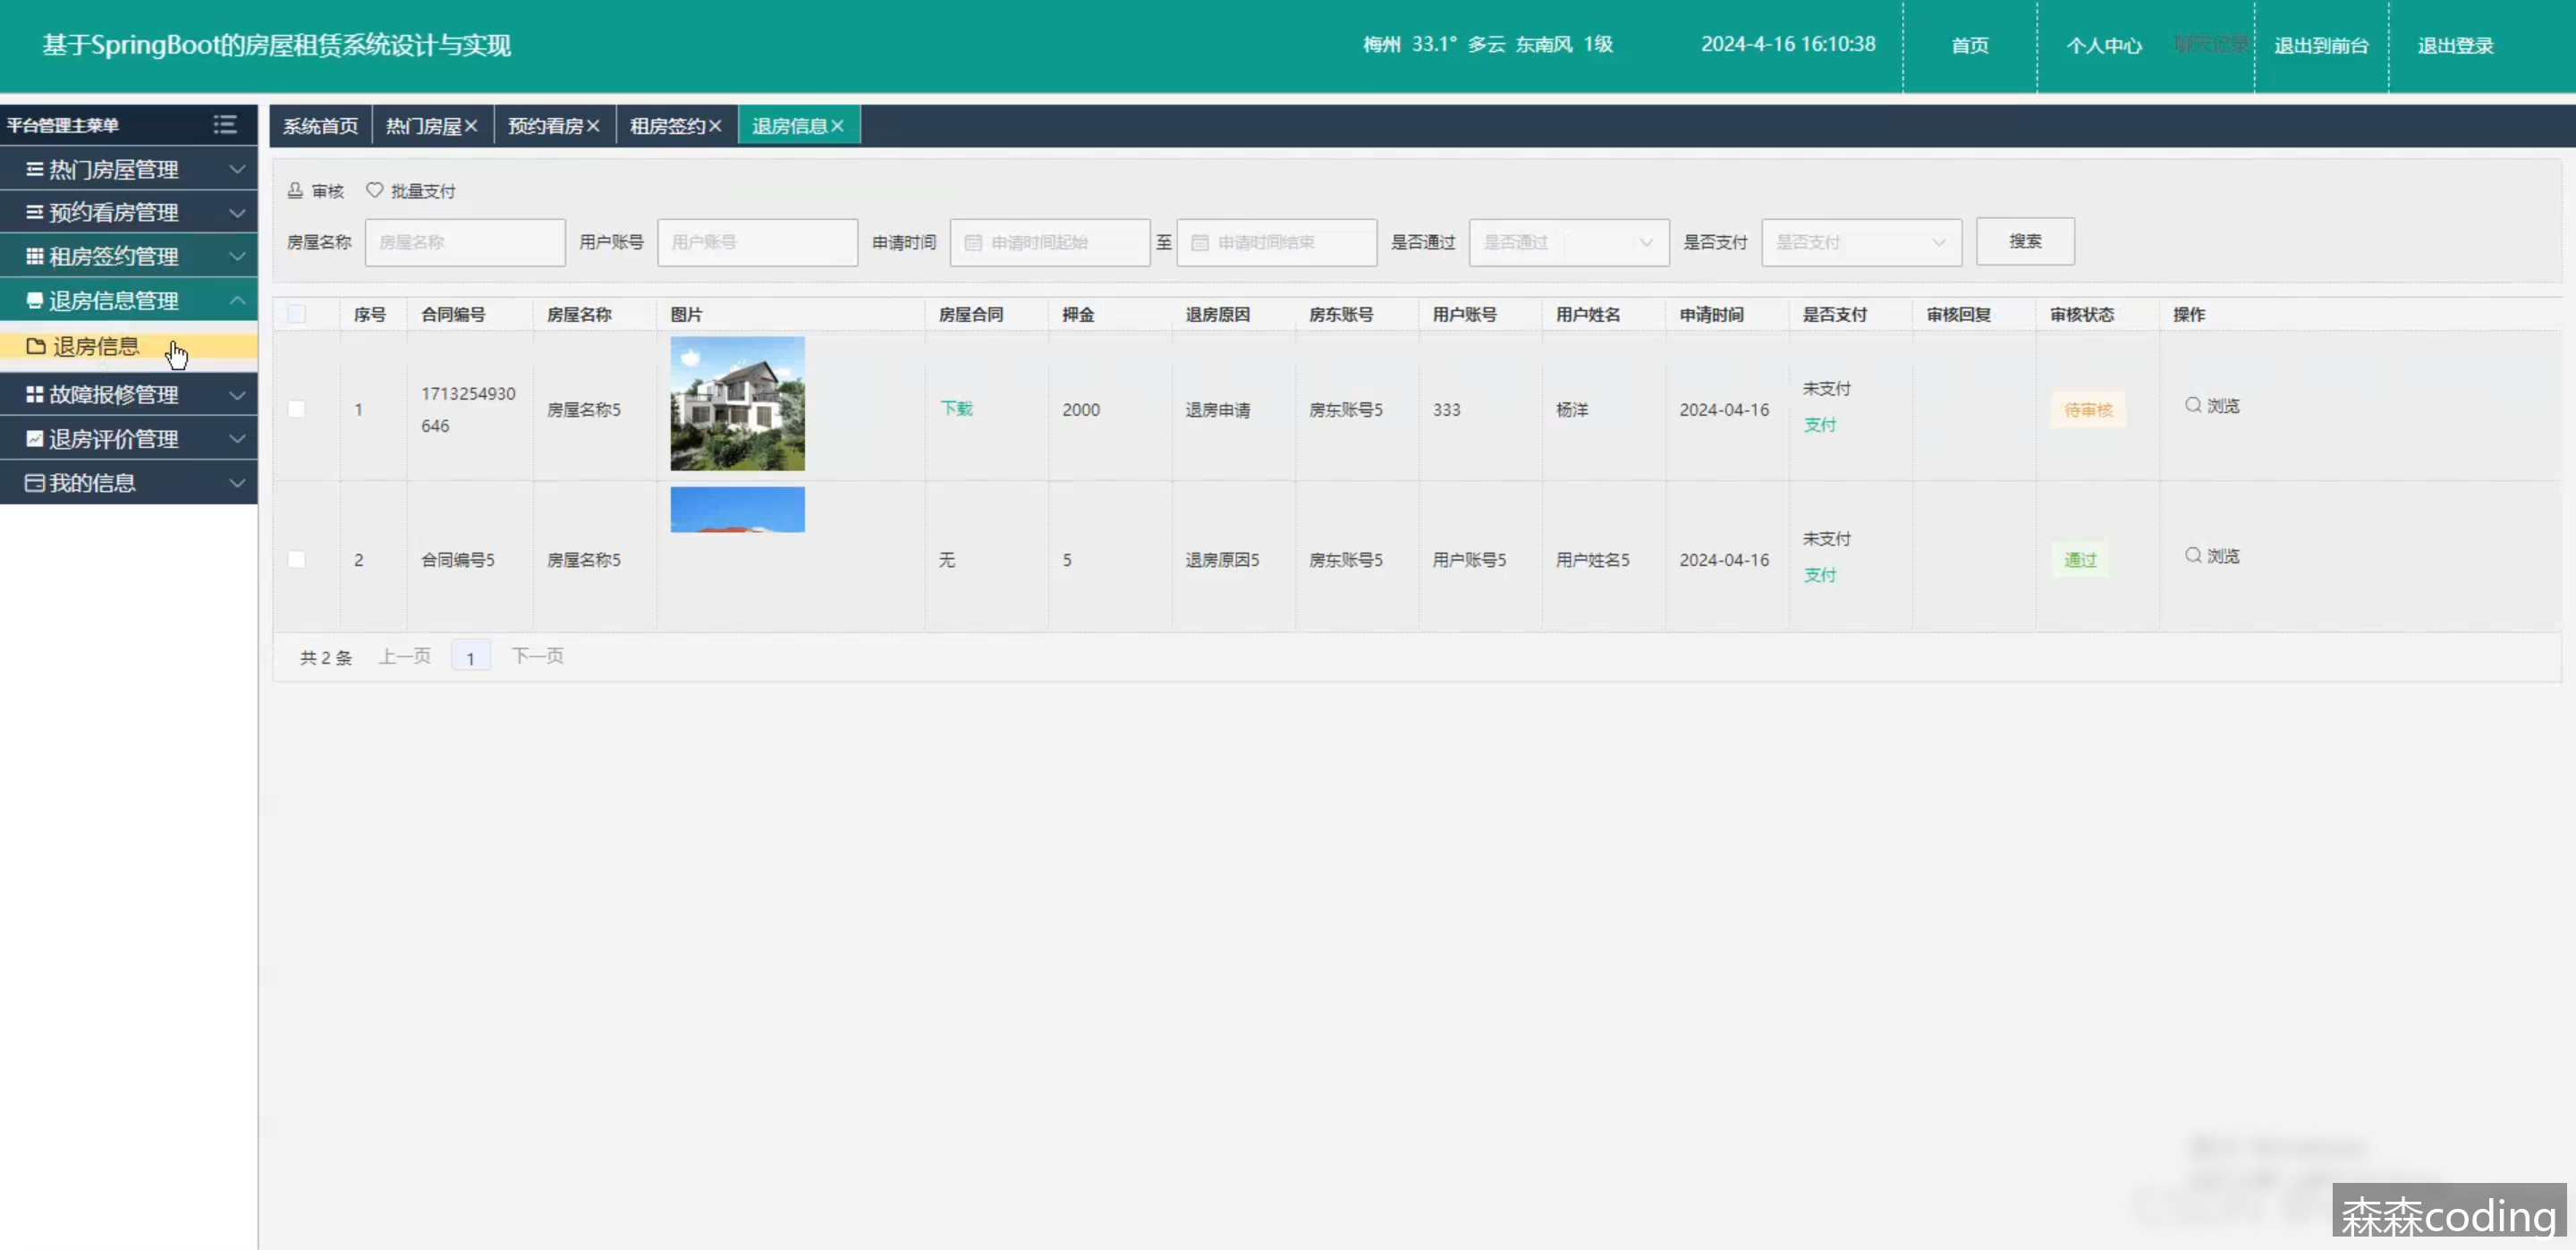 基于SpringBoot的房屋租赁系统设计与实现
梅州 33.1° 多云 东南风 1级 2024-4-16 16:10:38 首页 个人中心 聊天记录 退出到前台 退出登录
平台管理主菜单
热门房屋管理
预约看房管理
租房签约管理
退房信息管理
退房信息
故障报修管理
退房评价管理
我的信息
系统首页 热门房屋 预约看房 租房签约 退房信息
审核 批量支付
房屋名称 房屋名称 用户账号 用户账号 申请时间 申请时间起始 至 申请时间结束 是否通过 是否通过 是否支付 是否支付 搜索
序号 合同编号 房屋名称 图片 房屋合同 押金 退房原因 房东账号 用户账号 用户姓名 申请时间 是否支付 审核回复 审核状态 操作
1 1713254930646 房屋名称5 下载 2000 退房申请 房东账号5 333 杨洋 2024-04-16 未支付 支付 待审核 浏览
2 合同编号5 房屋名称5 无 5 退房原因5 房东账号5 用户账号5 用户姓名5 2024-04-16 未支付 支付 通过 浏览
共 2 条 上一页 1 下一页
森森coding